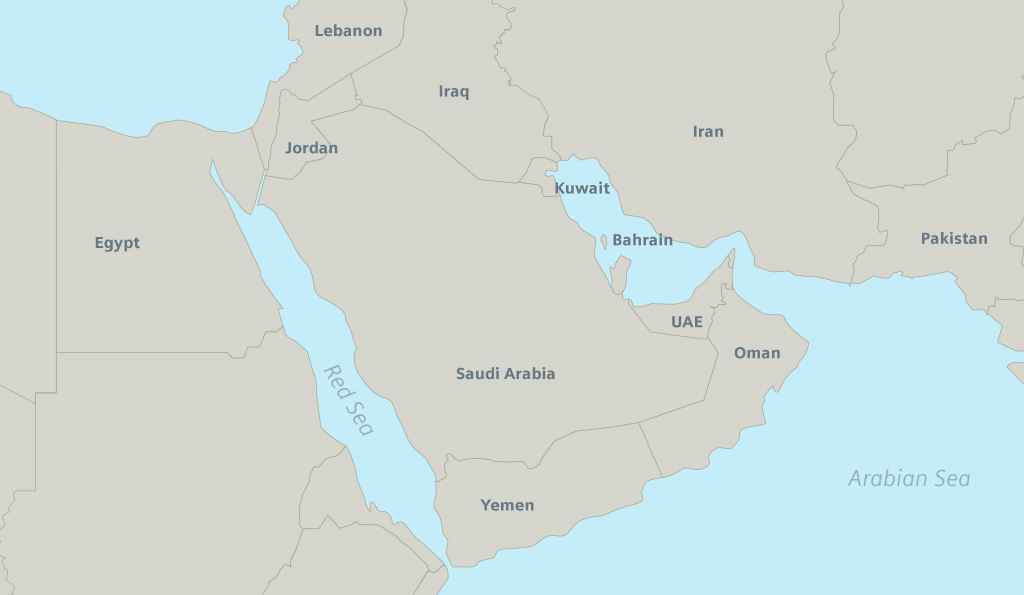 Lebanon
Iraq
Iran
Jordan
Kuwait
Egypt
Bahrain
Pakistan
UAE
Oman
Saudi Arabia
Red Sea
Arabian Sea
Yemen